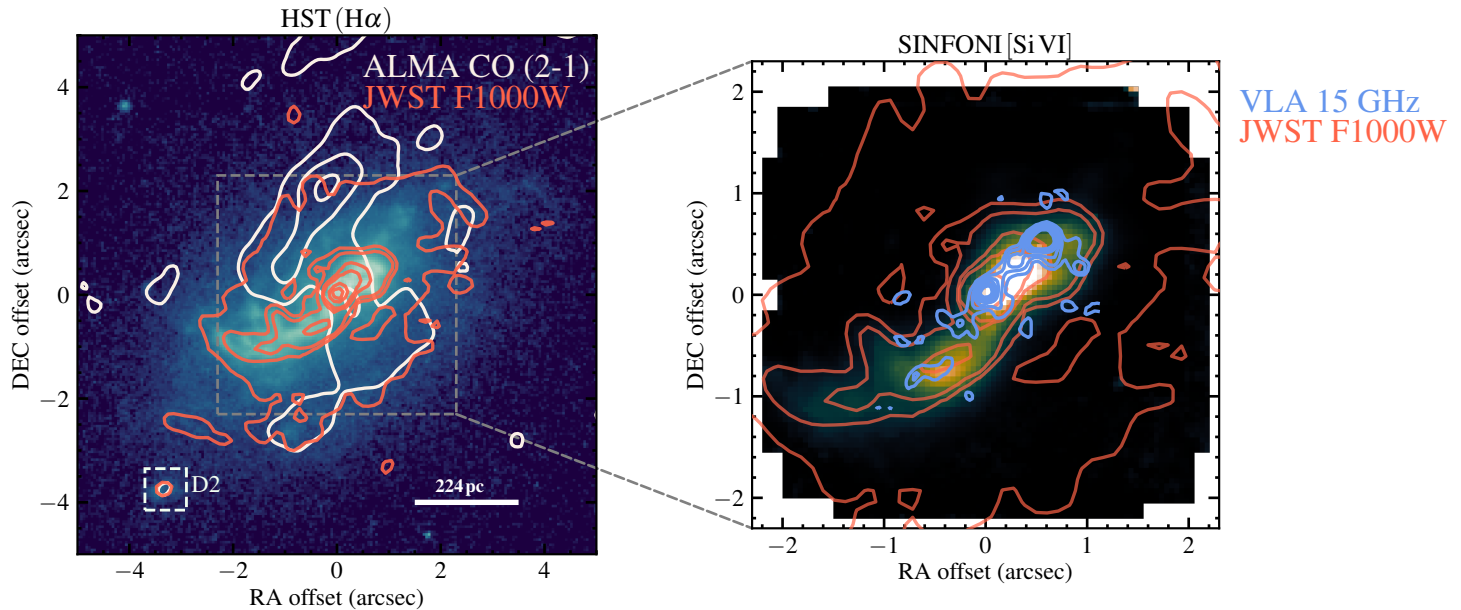 HST (Hα)
ALMA CO (2-1)
JWST F1000W
D2
224 pc
4
2
0
−2
−4
DEC offset (arcsec)
−4
−2
0
2
4
RA offset (arcsec)
SINFONI [Si VI]
VLA 15 GHz
JWST F1000W
2
1
0
−1
−2
DEC offset (arcsec)
−2
−1
0
1
2
RA offset (arcsec)